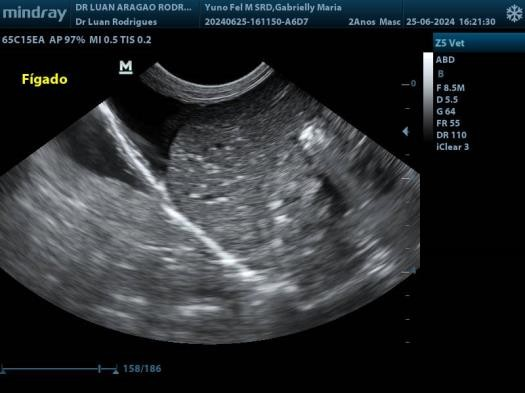 mindray
DR LUAN ARAGAO RODR...
Dr Luan Rodrigues
Yuno Fel M SRD,Gabrielly Maria
20240625-161150-A6D7
2Anos Masc
25-06-2024 16:21:30
65C15EA AP 97% MI 0.5 TIS 0.2
Z5 Vet
M
Fígado
ABD
B
F 8.5M
D 5.5
G 64
FR 55
DR 110
iClear 3
0
4
158/186